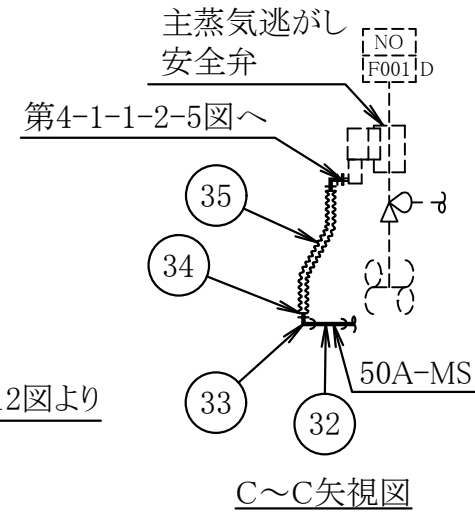 主蒸気逃がし
安全弁
NO
F001 D
第4-1-1-2-5図へ
35
34
50A-MS
2図より
33
32
C～C矢視図